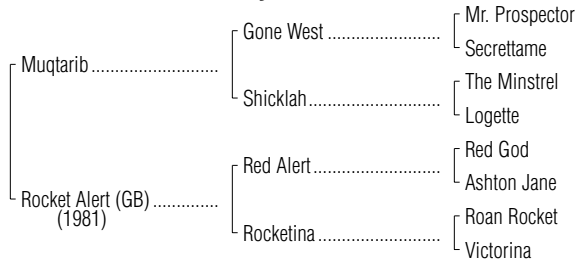 Mr. Prospector
Gone West
Secrettame
Muqtarib
The Minstrel
Shicklah
Logette
Red God
Red Alert
Ashton Jane
Rocket Alert (GB)
(1981)
Roan Rocket
Rocketina
Victorina